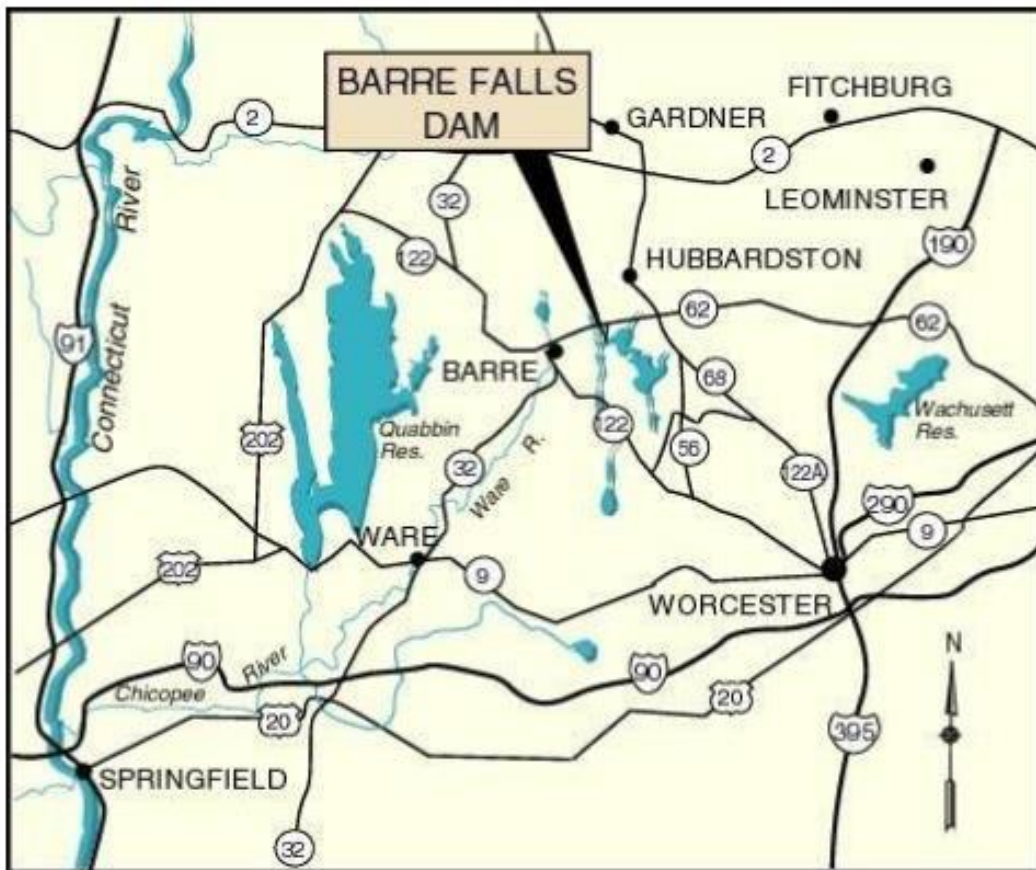 BARRE FALLS
DAM
FITCHBURG
GARDNER
2
2
River
32
LEOMINSTER
190
122
HUBBARDSTON
62
62
91
Connecticut
BARRE
68
Wachusett
Res.
202
Quabbin
Res.
122
56
32
Ware R.
122A
290
WARE
9
202
9
WORCESTER
N
90
River
90
Chicopee
20
20
395
SPRINGFIELD
32